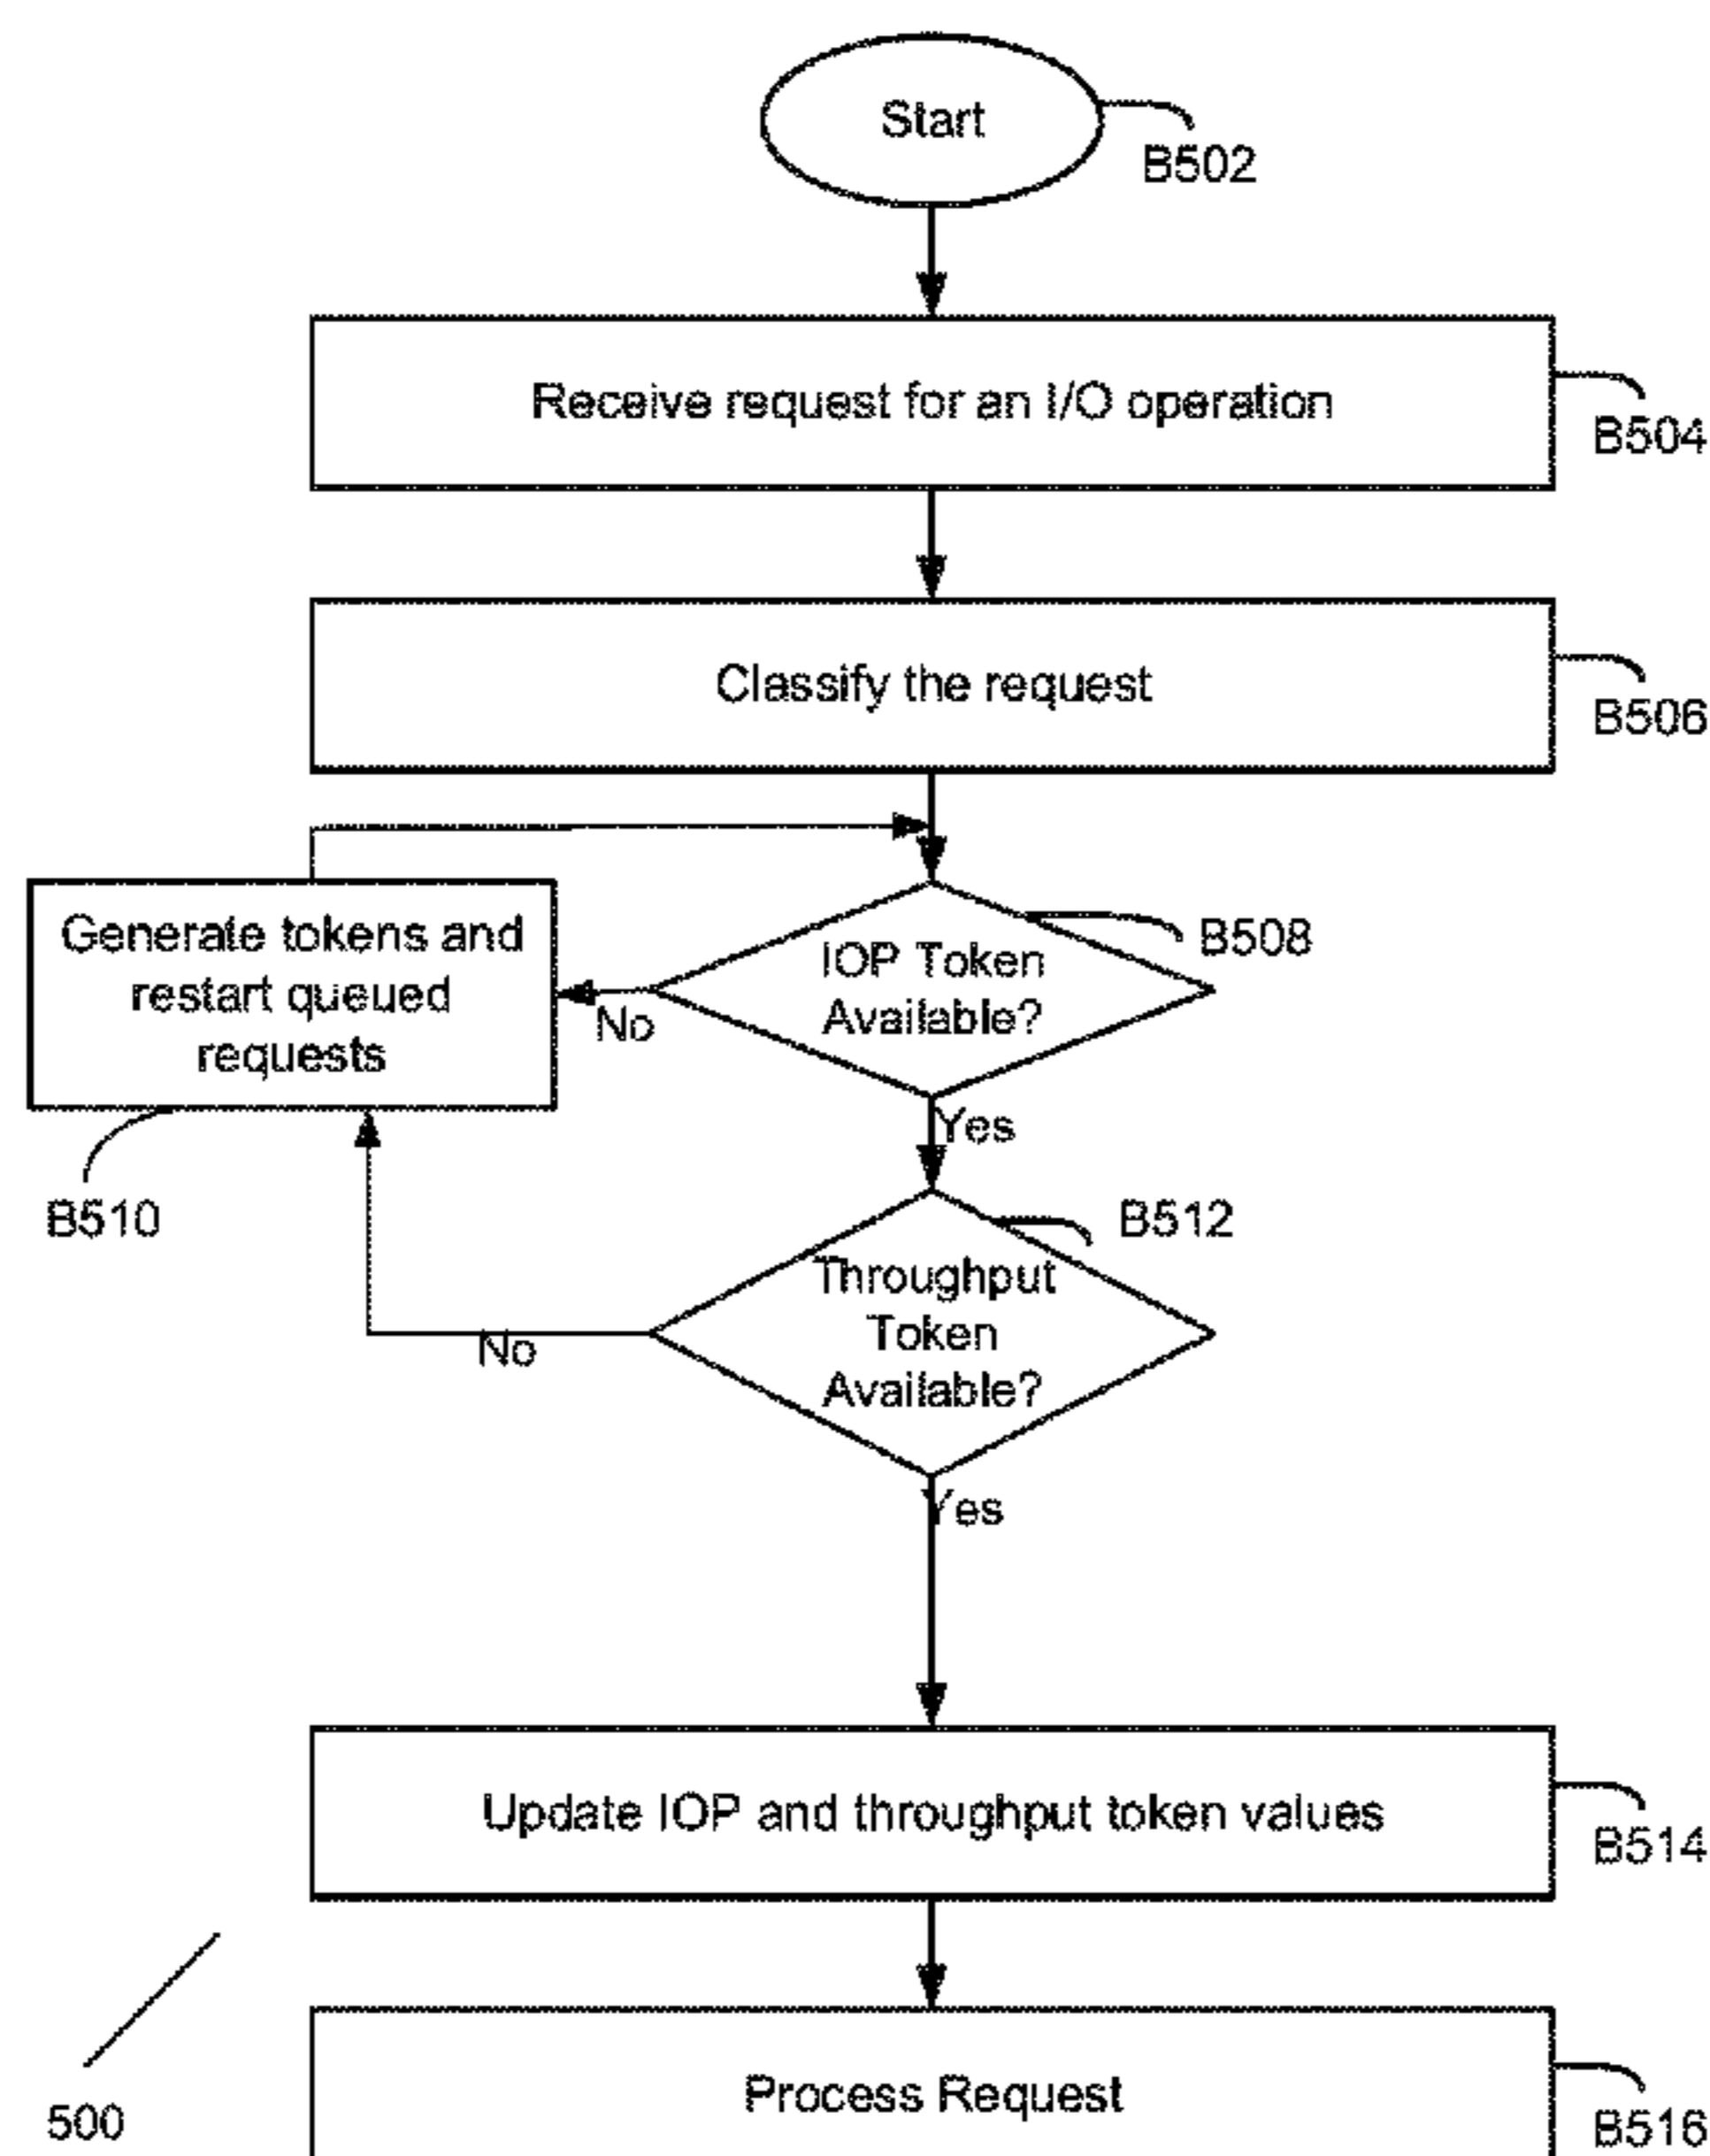 Start
B502
Receive request for an I/O operation
B504
Classify the request
B506
Generate tokens and
restart queued
requests
B510
IOP Token
Available?
B508
No
Yes
Throughput
Token
Available?
B512
No
Yes
Update IOP and throughput token values
B514
Process Request
B516
500